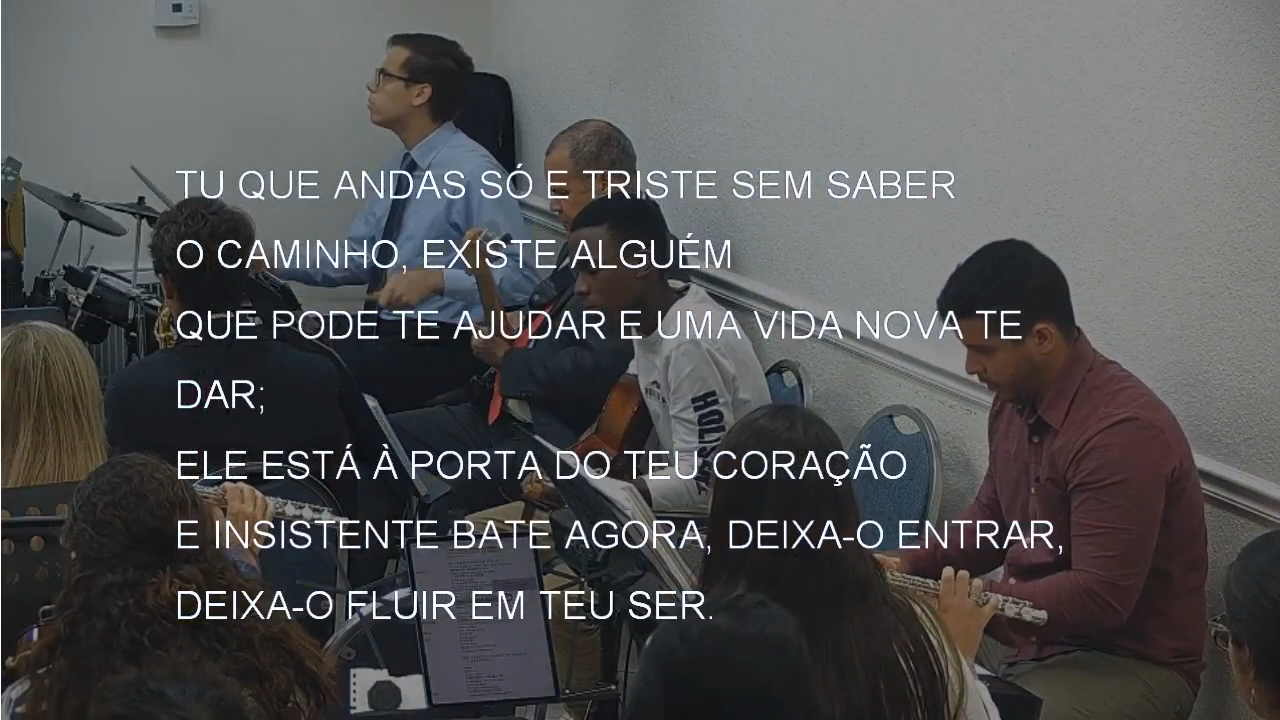 TU QUE ANDAS SÓ E TRISTE SEM SABER
O CAMINHO, EXISTE ALGUÉM
QUE PODE TE AJUDAR E UMA VIDA NOVA TE
DAR;
ELE ESTÁ À PORTA DO TEU CORAÇÃO
E INSISTENTE BATE AGORA, DEIXA-O ENTRAR,
DEIXA-O FLUIR EM TEU SER.